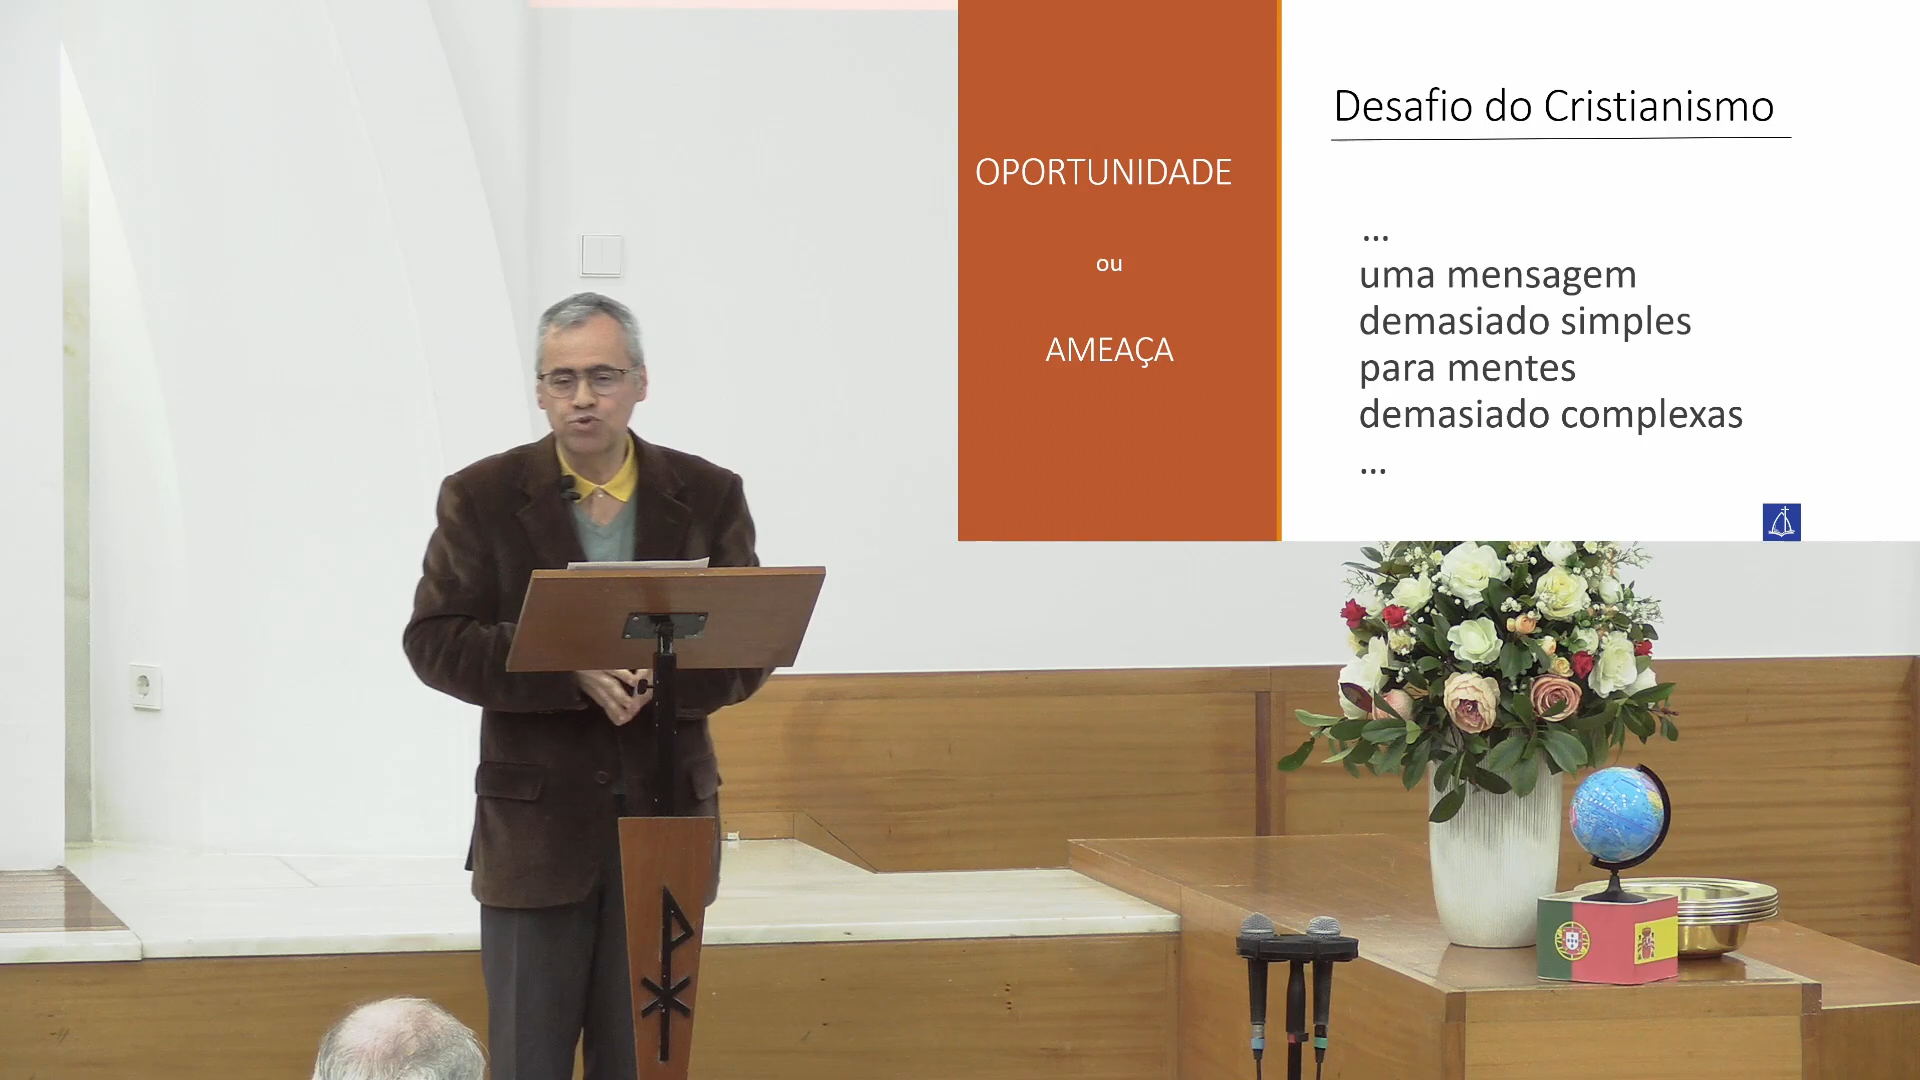 OPORTUNIDADE
ou
AMEAÇA
Desafio do Cristianismo
...
uma mensagem
demasiado simples
para mentes
demasiado complexas
...